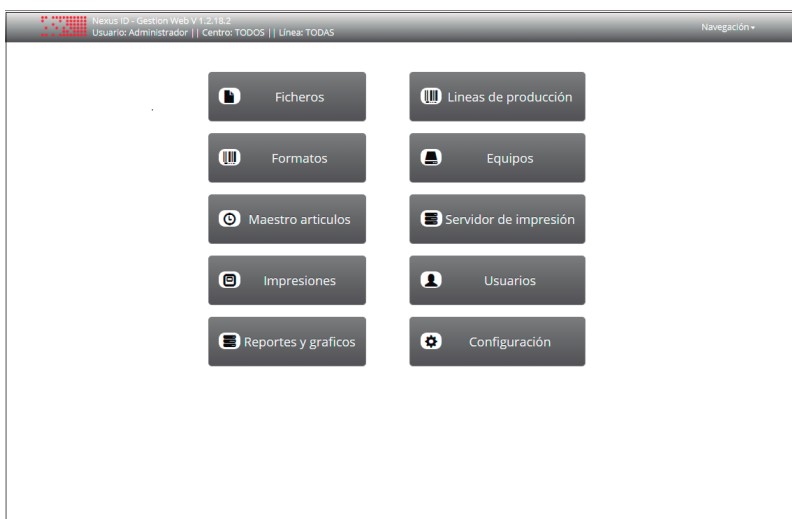 Nexus ID - Gestion Web V 1.2.18.2
Usuario: Administrador || Centro: TODOS || Línea: TODAS
Navegación
Ficheros
Lineas de producción
Formatos
Equipos
Maestro articulos
Servidor de impresión
Impresiones
Usuarios
Reportes y graficos
Configuración